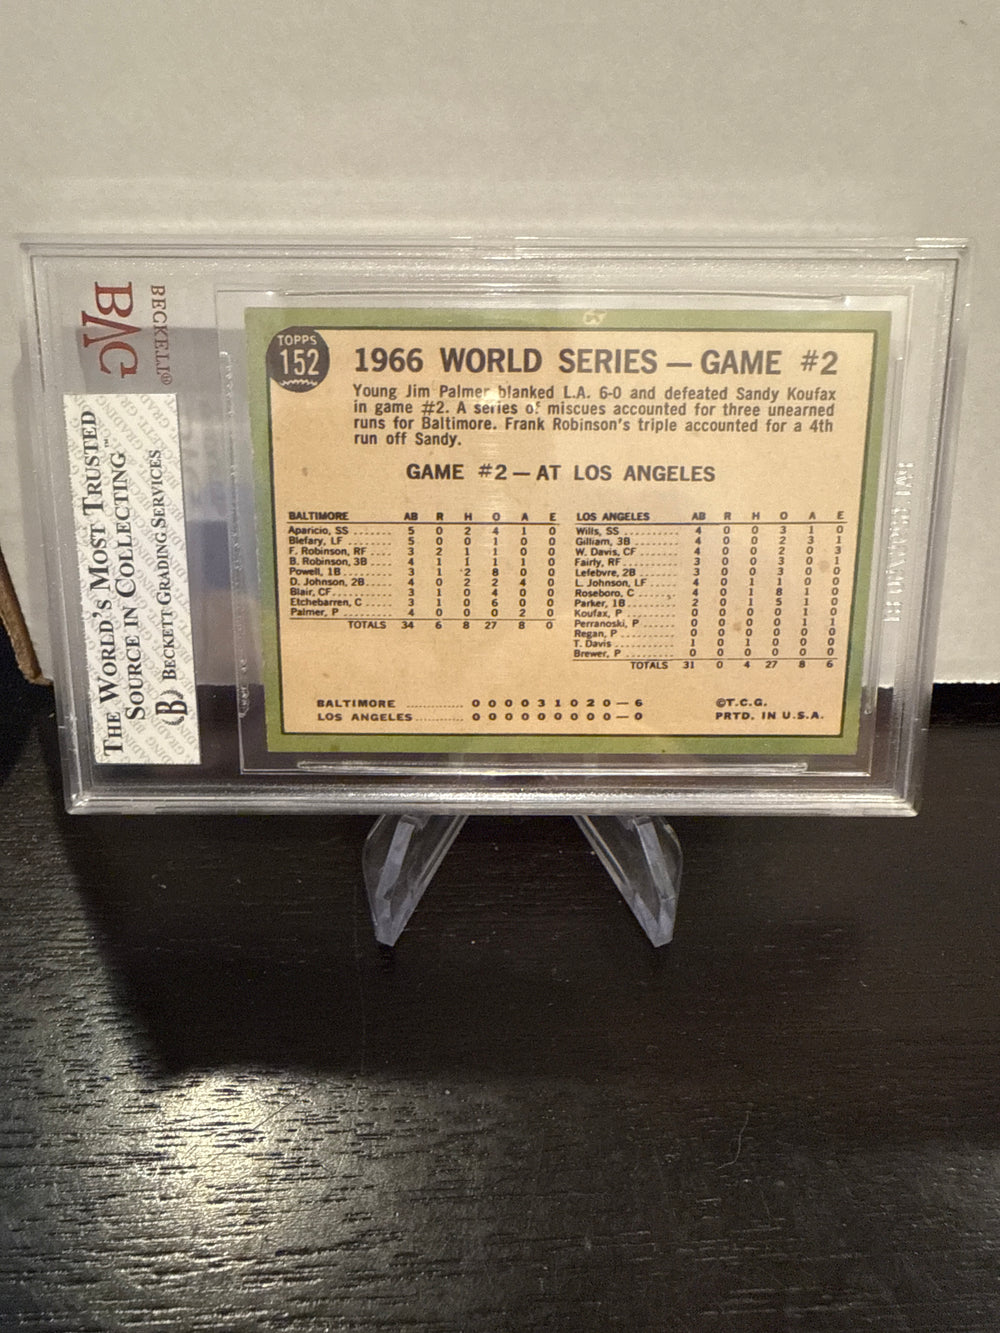 BVG
BECKETT®
THE WORLD'S MOST TRUSTED
SOURCE IN COLLECTING™
BECKETT GRADING SERVICES
TOPPS
152
1966 WORLD SERIES — GAME #2
Young Jim Palmer blanked L.A. 6-0 and defeated Sandy Koufax
in game #2. A series of miscues accounted for three unearned
runs for Baltimore. Frank Robinson's triple accounted for a 4th
run off Sandy.
GAME #2 — AT LOS ANGELES
BALTIMORE AB R H O A E
Aparicio, SS ........ 5 0 2 4 1 0
Blefary, LF ........ 5 0 0 1 0 0
F. Robinson, RF .... 3 2 1 1 0 0
B. Robinson, 3B .... 4 1 1 1 1 0
Powell, 1B ......... 3 1 2 8 0 0
D. Johnson, 2B..... 4 0 2 2 4 0
Blair, CF........... 3 1 0 4 0 0
Etchebarren, C ..... 3 1 0 6 0 0
Palmer, P .......... 4 0 0 0 2 0
TOTALS 34 6 8 27 8 0
LOS ANGELES AB R H O A E
Wills, SS ........... 4 0 0 3 1 0
Gilliam, 3B ......... 4 0 0 2 3 1
W. Davis, CF ........ 4 0 0 2 0 3
Fairly, RF .......... 3 0 0 3 0 1
Lefebvre, 2B ........ 3 0 0 3 0 0
L. Johnson, LF ...... 4 0 1 1 0 0
Roseboro, C ......... 4 0 1 8 1 0
Parker, 1B .......... 2 0 1 5 1 0
Koufax, P ........... 2 0 0 0 1 0
Perranoski, P ....... 0 0 0 0 1 1
Regan, P ............ 0 0 0 0 0 0
T. Davis ............ 1 0 1 0 0 0
Brewer, P ........... 0 0 0 0 0 0
TOTALS 31 0 4 27 8 6
BALTIMORE ........... 0 0 0 0 3 1 0 2 0 — 6
LOS ANGELES ........... 0 0 0 0 0 0 0 0 0 — 0
©T.C.G.
PRTD. IN U.S.A.